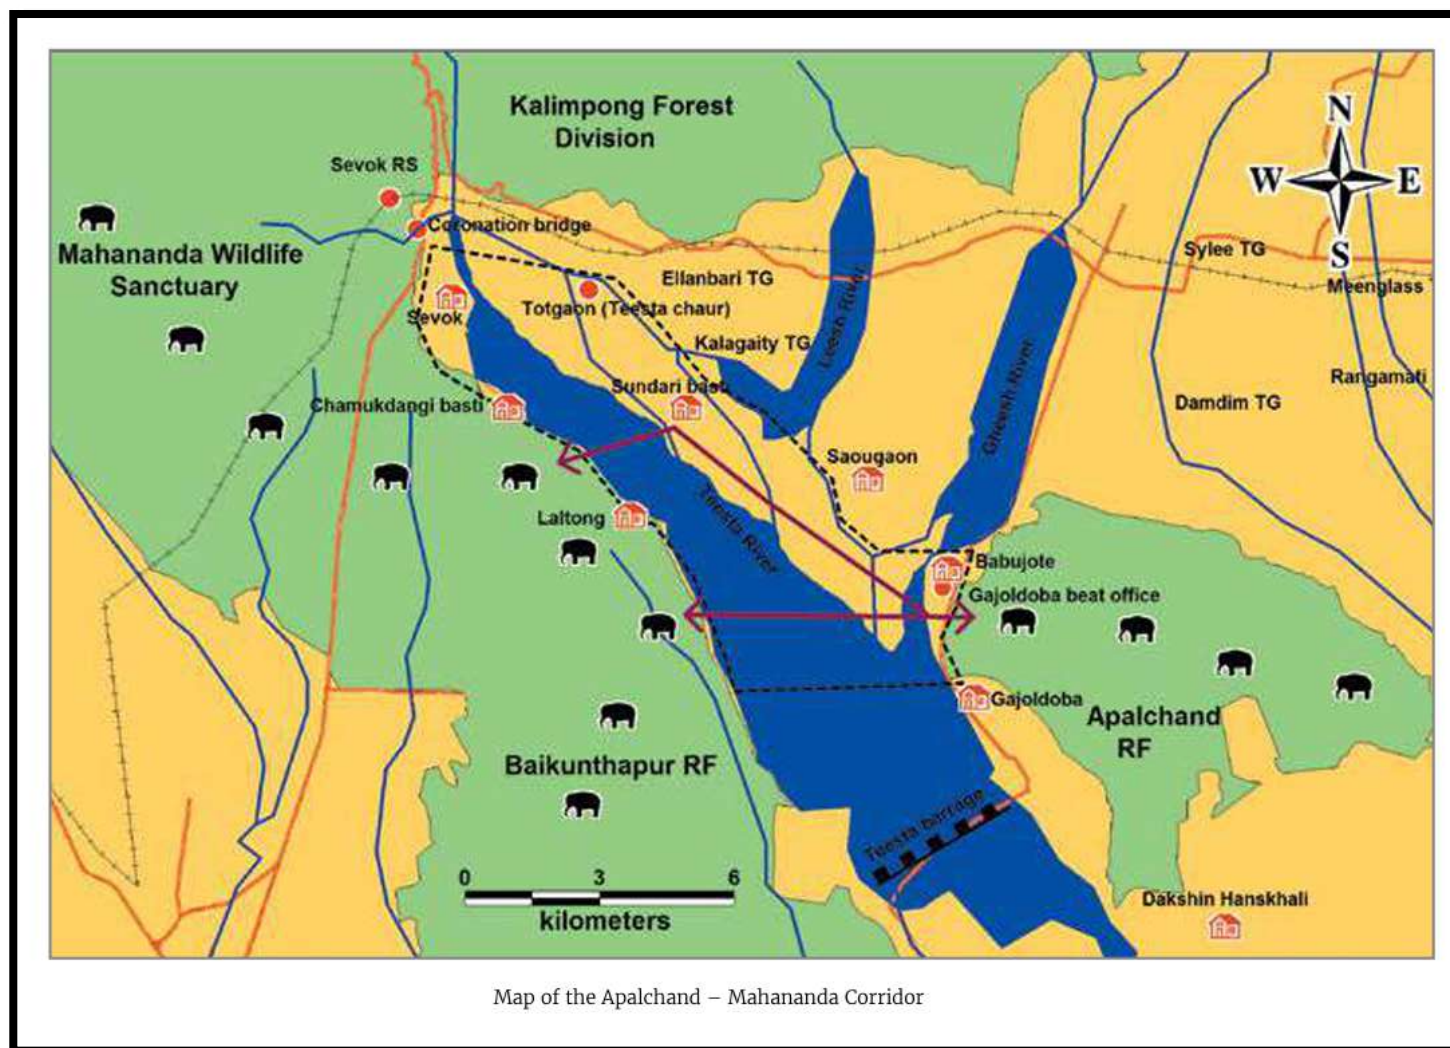 Kalimpong Forest
Division
N
W
E
S
Sevok RS
Coronation bridge
Mahananda Wildlife
Sanctuary
Sevok
Ellanbari TG
Totgaon (Teesta chaur)
Kalagaity TG
Leesh River
Gheesh River
Sylee TG
Meenglass T
Rangamati
Damdim TG
Chamukdangi basti
Sundari basti
Saougaon
Laltong
Teesta River
Babujote
Gajoldoba beat office
Gajoldoba
Apalchand
RF
Baikunthapur RF
Teesta barrage
0 3 6
kilometers
Dakshin Hanskhali
Map of the Apalchand – Mahananda Corridor